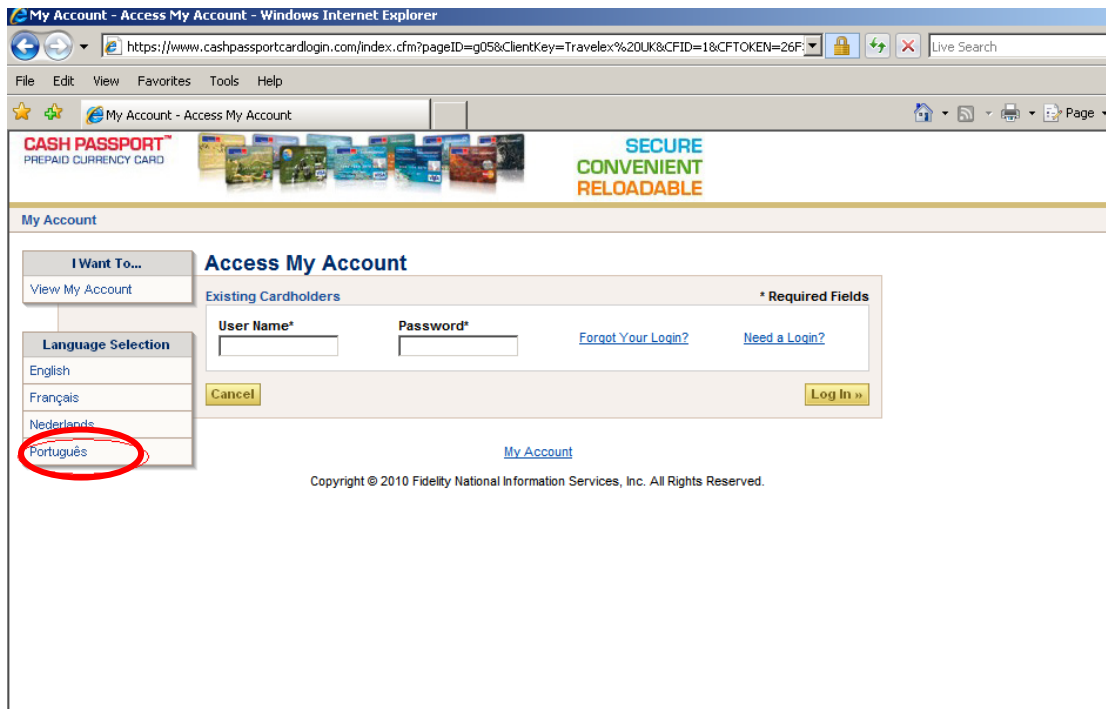 My Account - Access My Account - Windows Internet Explorer
https://www.cashpassportcardlogin.com/index.cfm?pageID=g05&ClientKey=Travelex%20UK&CFID=1&CFTOKEN=26F
Live Search
File Edit View Favorites Tools Help
My Account - Access My Account
Page
CASH PASSPORT™
PREPAID CURRENCY CARD
SECURE
CONVENIENT
RELOADABLE
My Account
I Want To...
View My Account
Language Selection
English
Français
Nederlands
Português
Access My Account
Existing Cardholders
* Required Fields
User Name* Password*
Forgot Your Login? Need a Login?
Cancel
Log In »
My Account
Copyright © 2010 Fidelity National Information Services, Inc. All Rights Reserved.